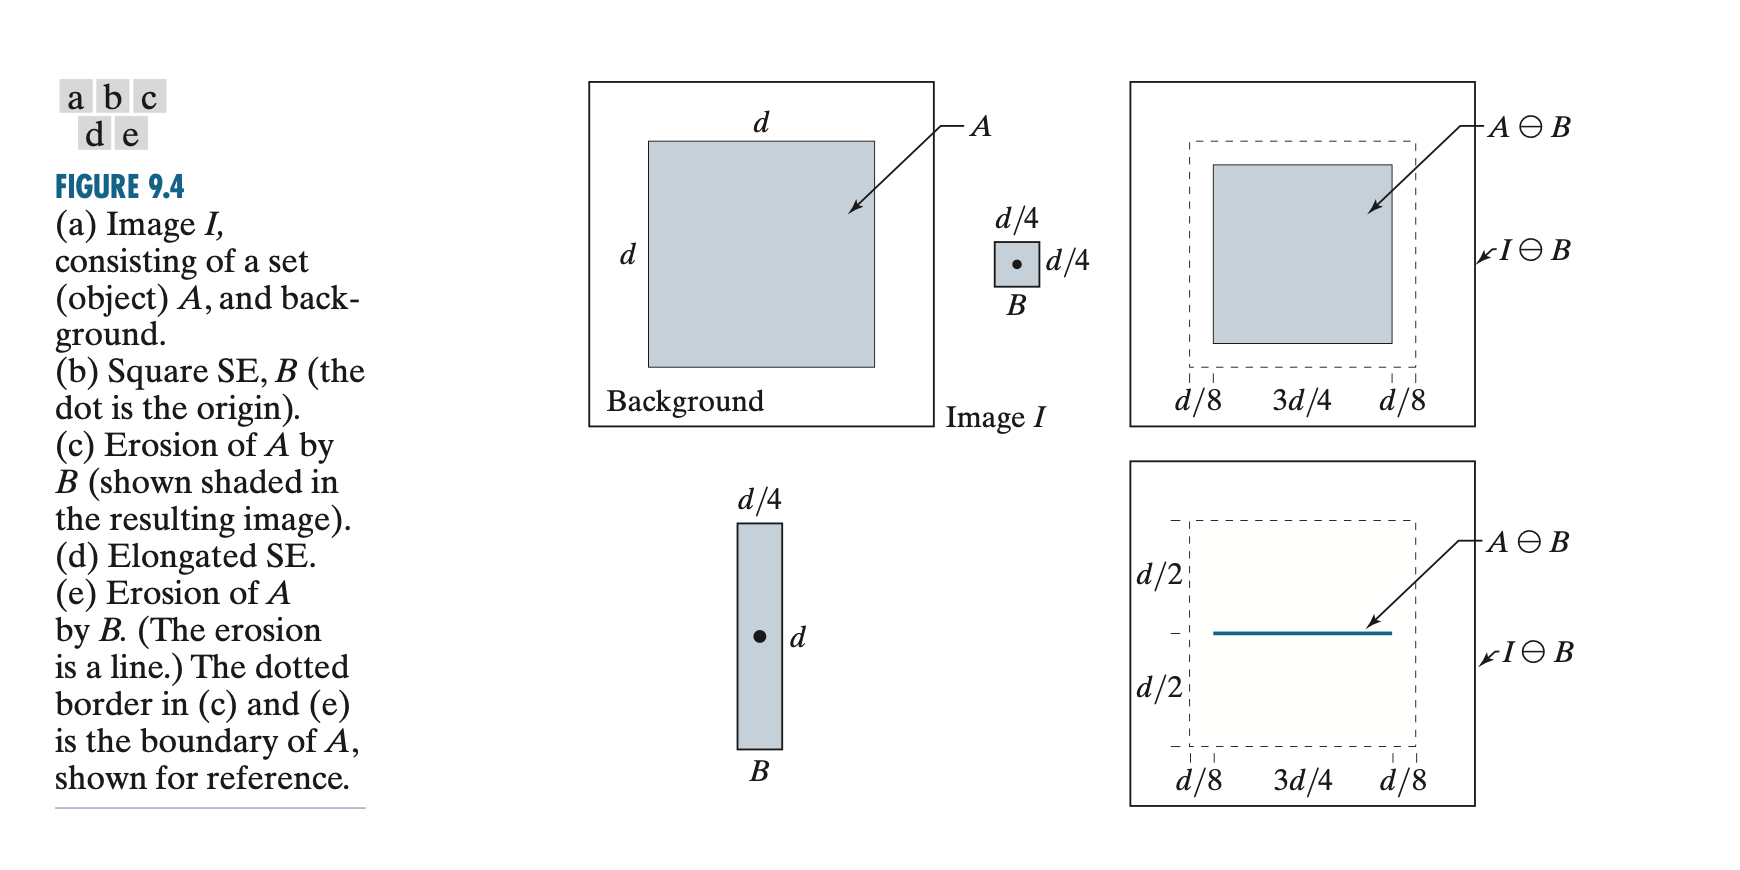 a b c
d e
FIGURE 9.4
(a) Image I,
consisting of a set
(object) A, and back-
ground.
(b) Square SE, B (the
dot is the origin).
(c) Erosion of A by
B (shown shaded in
the resulting image).
(d) Elongated SE.
(e) Erosion of A
by B. (The erosion
is a line.) The dotted
border in (c) and (e)
is the boundary of A,
shown for reference.
d
A
d
Background
Image I
d/4
d/4
B
A ⊖ B
I ⊖ B
d/8 3d/4 d/8
d/4
d
B
A ⊖ B
d/2
I ⊖ B
d/2
d/8 3d/4 d/8